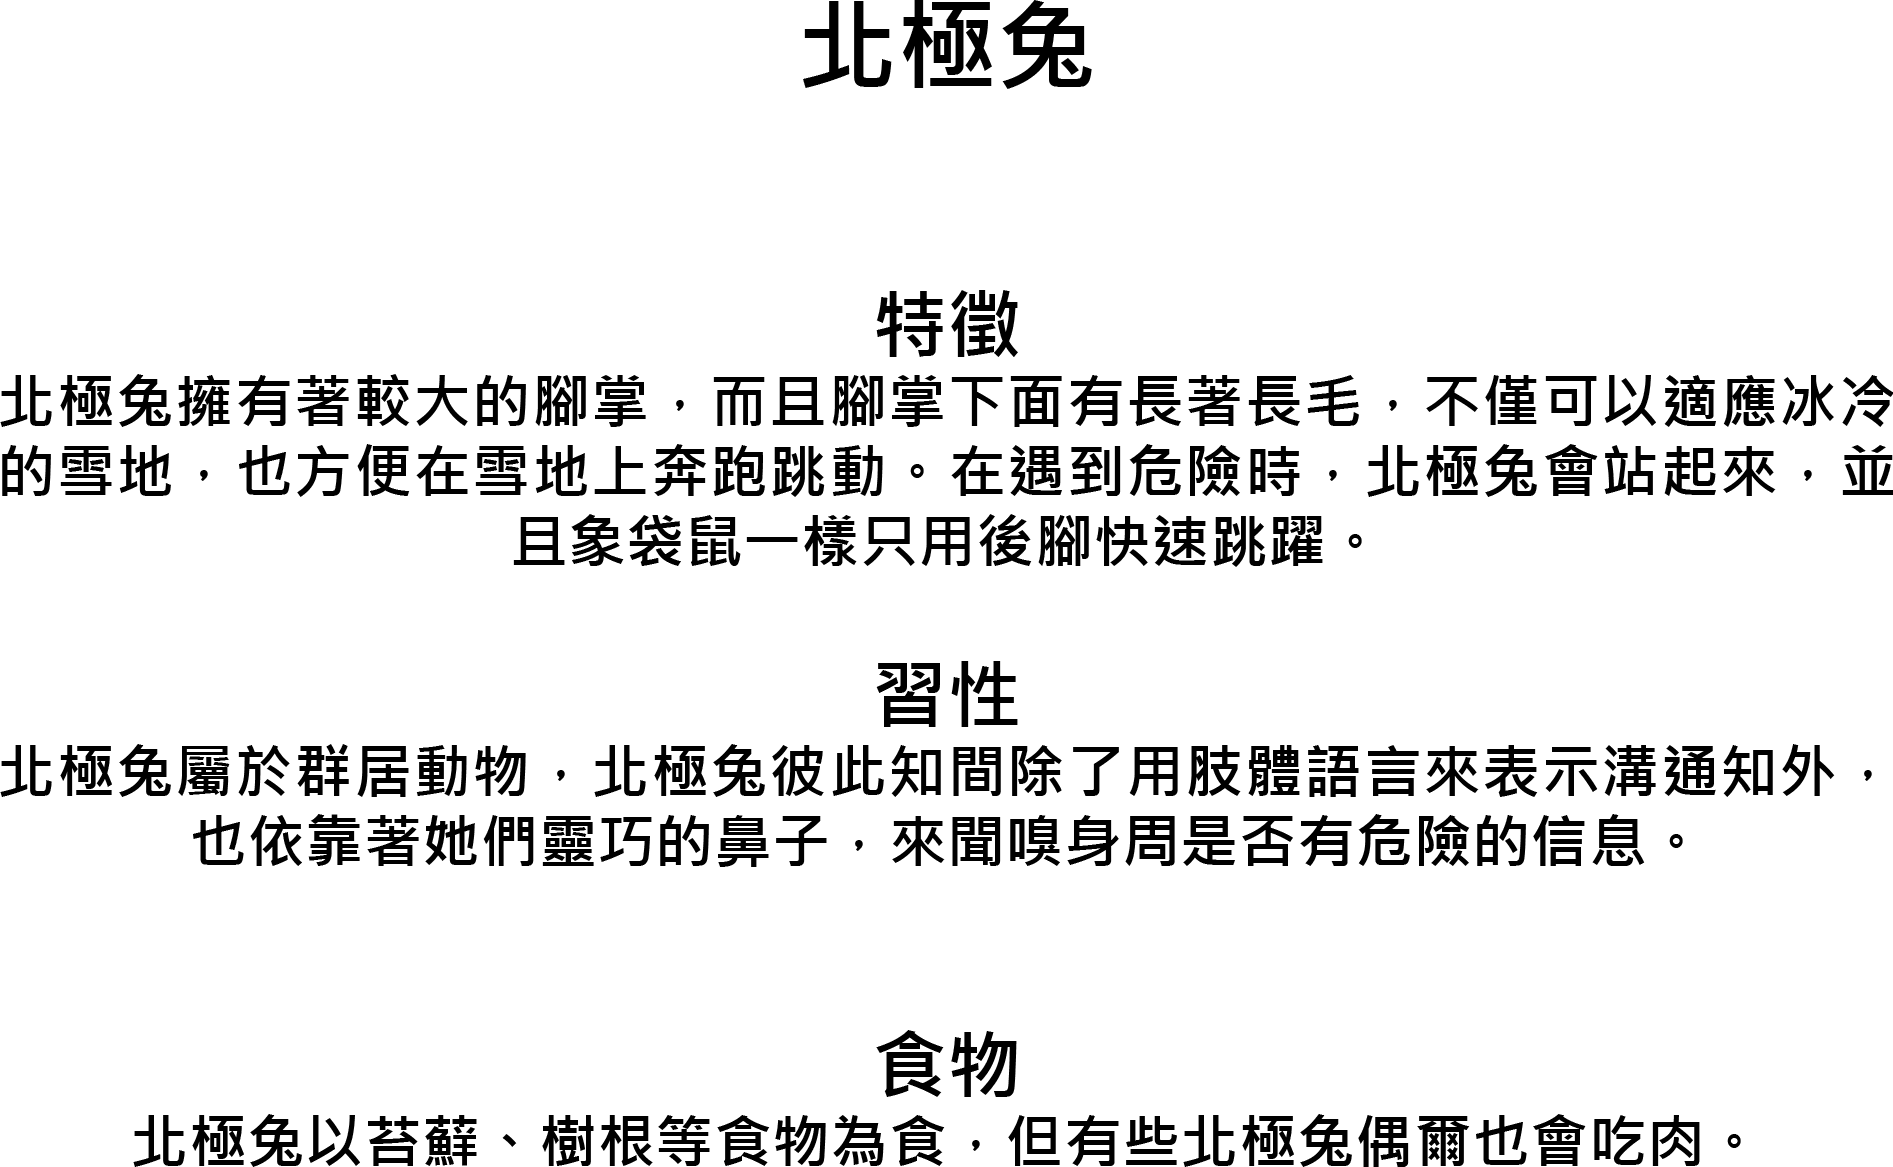 北極兔
特徵
北極兔擁有著較大的腳掌，而且腳掌下面有長著長毛，不僅可以適應冰冷
的雪地，也方便在雪地上奔跑跳動。在遇到危險時，北極兔會站起來，並
且象袋鼠一樣只用後腳快速跳躍。
習性
北極兔屬於群居動物，北極兔彼此知間除了用肢體語言來表示溝通知外，
也依靠著她們靈巧的鼻子，來聞嗅身周是否有危險的信息。
食物
北極兔以苔蘚、樹根等食物為食，但有些北極兔偶爾也會吃肉。